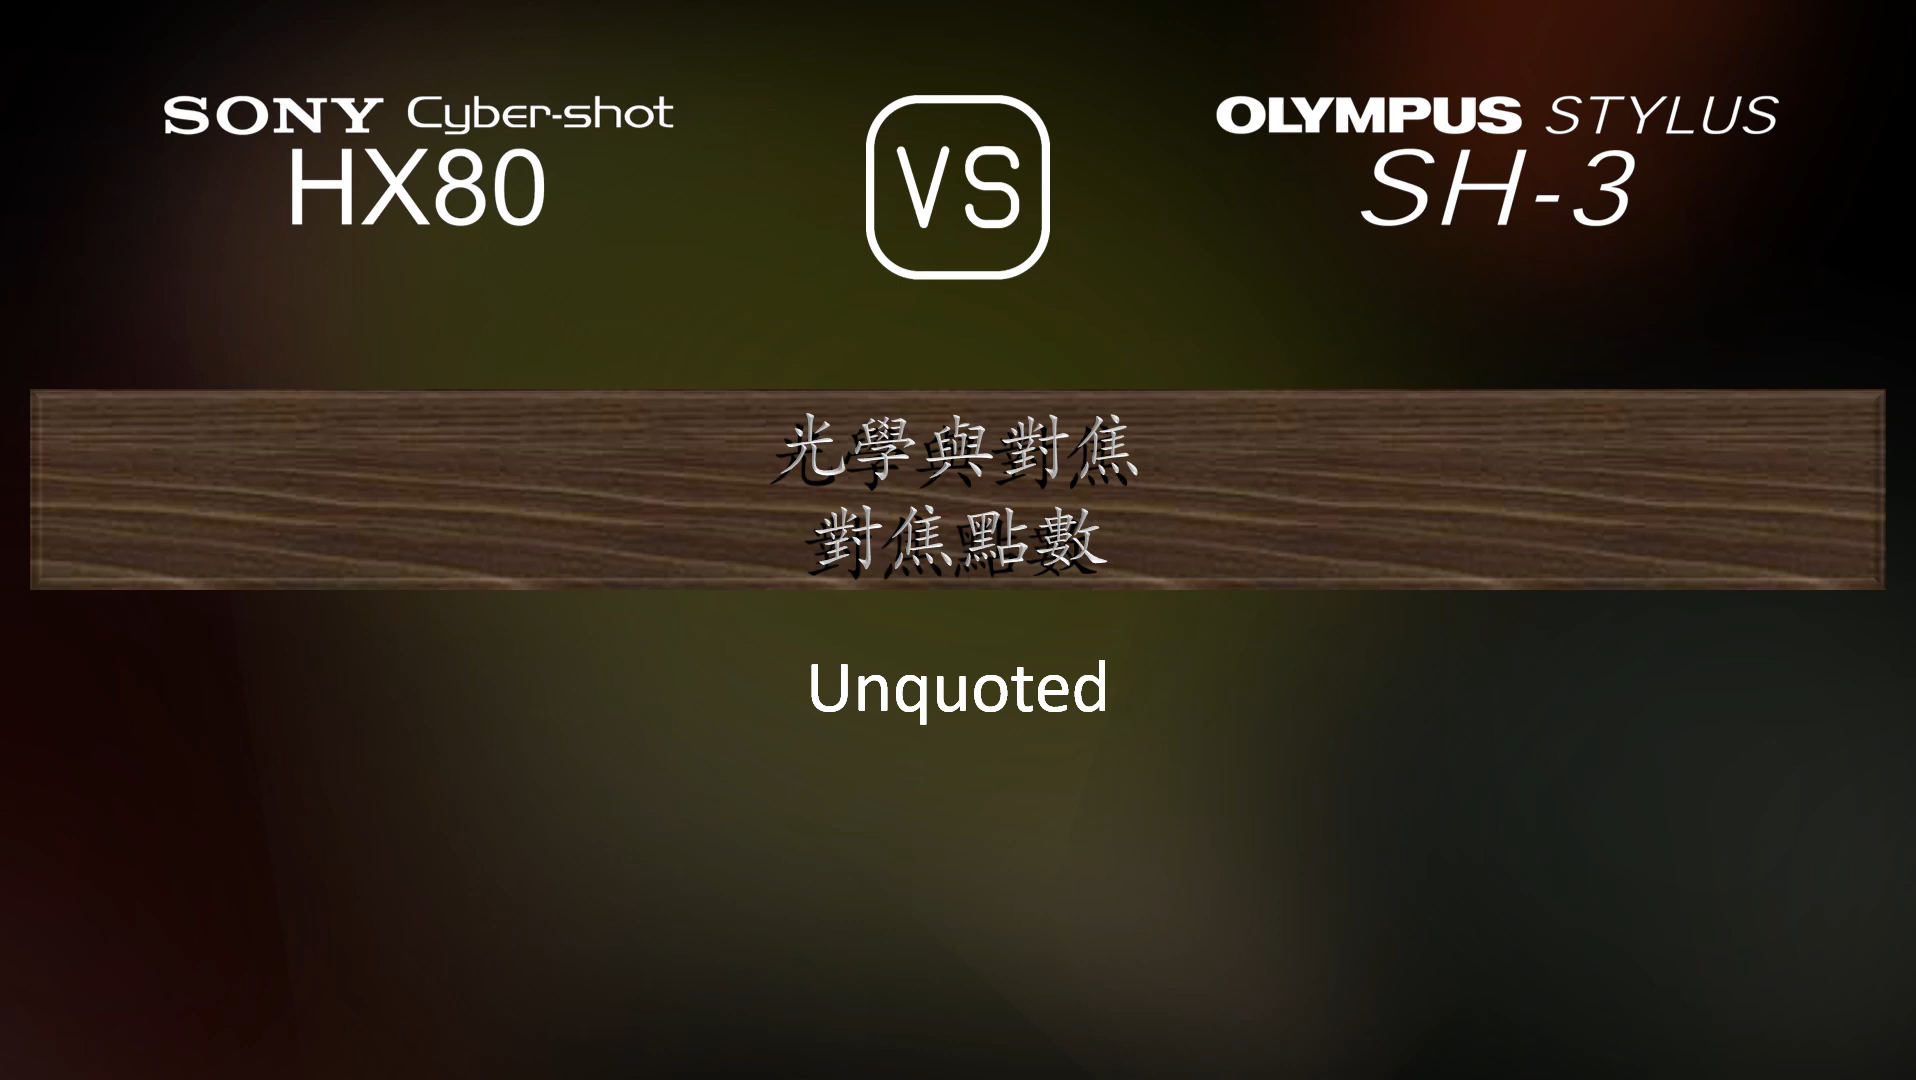 SONY Cyber-shot
HX80
VS
OLYMPUS STYLUS
SH-3
光學與對焦
對焦點數
Unquoted